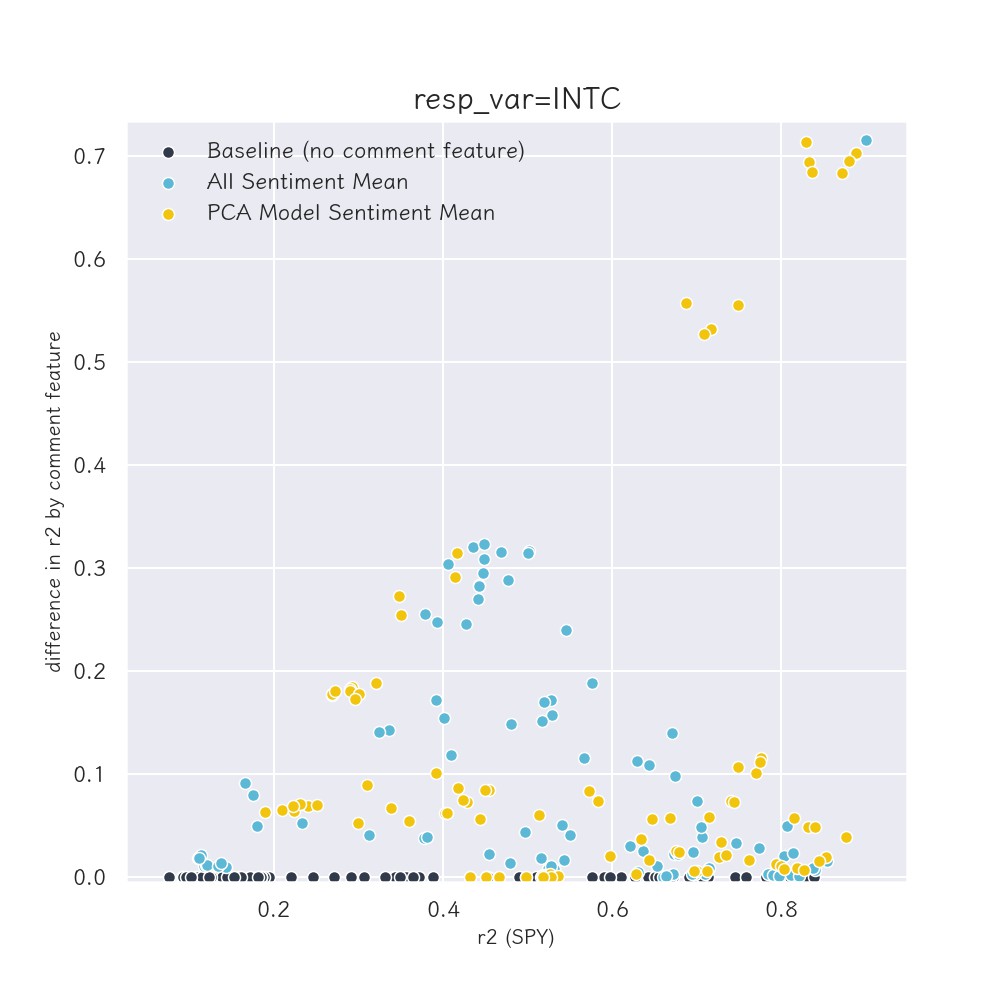 resp_var=INTC
Baseline (no comment feature)
All Sentiment Mean
PCA Model Sentiment Mean
difference in r2 by comment feature
0.7
0.6
0.5
0.4
0.3
0.2
0.1
0.0
0.2
0.4
0.6
0.8
r2 (SPY)